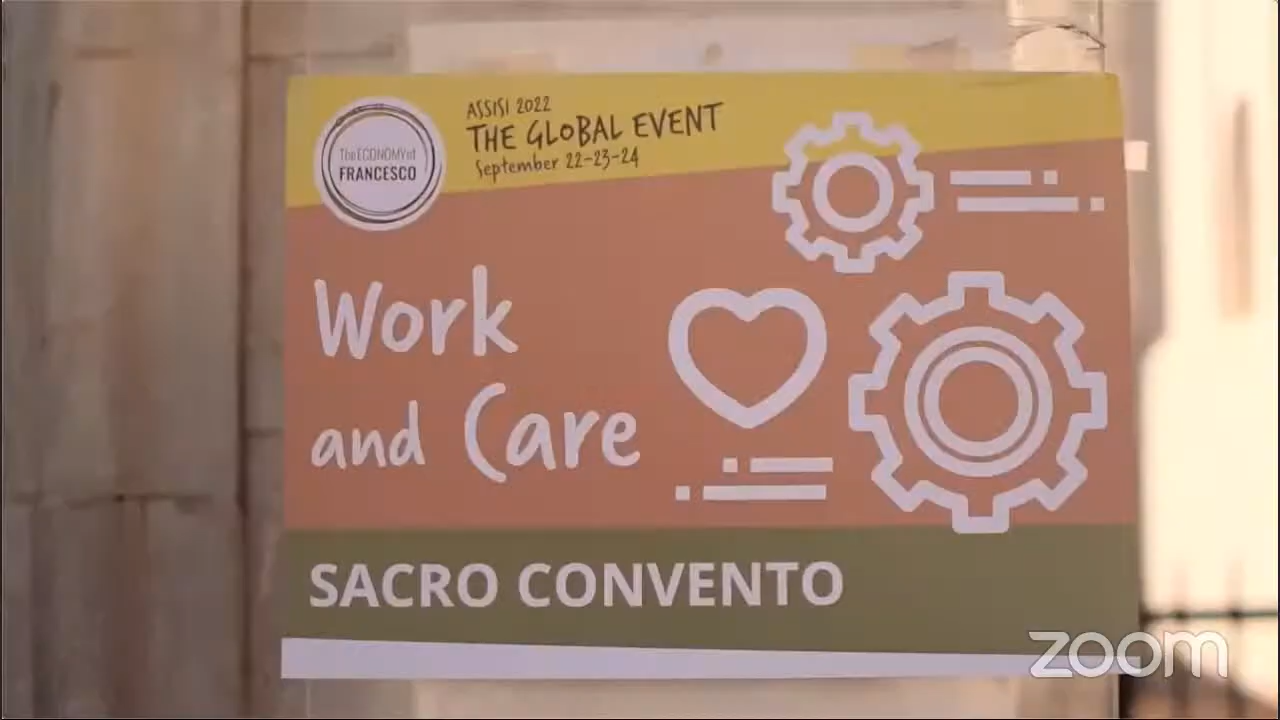 The ECONOMY of
FRANCESCO
ASSISI 2022
THE GLOBAL EVENT
September 22-23-24
Work
and Care
SACRO CONVENTO
zoom